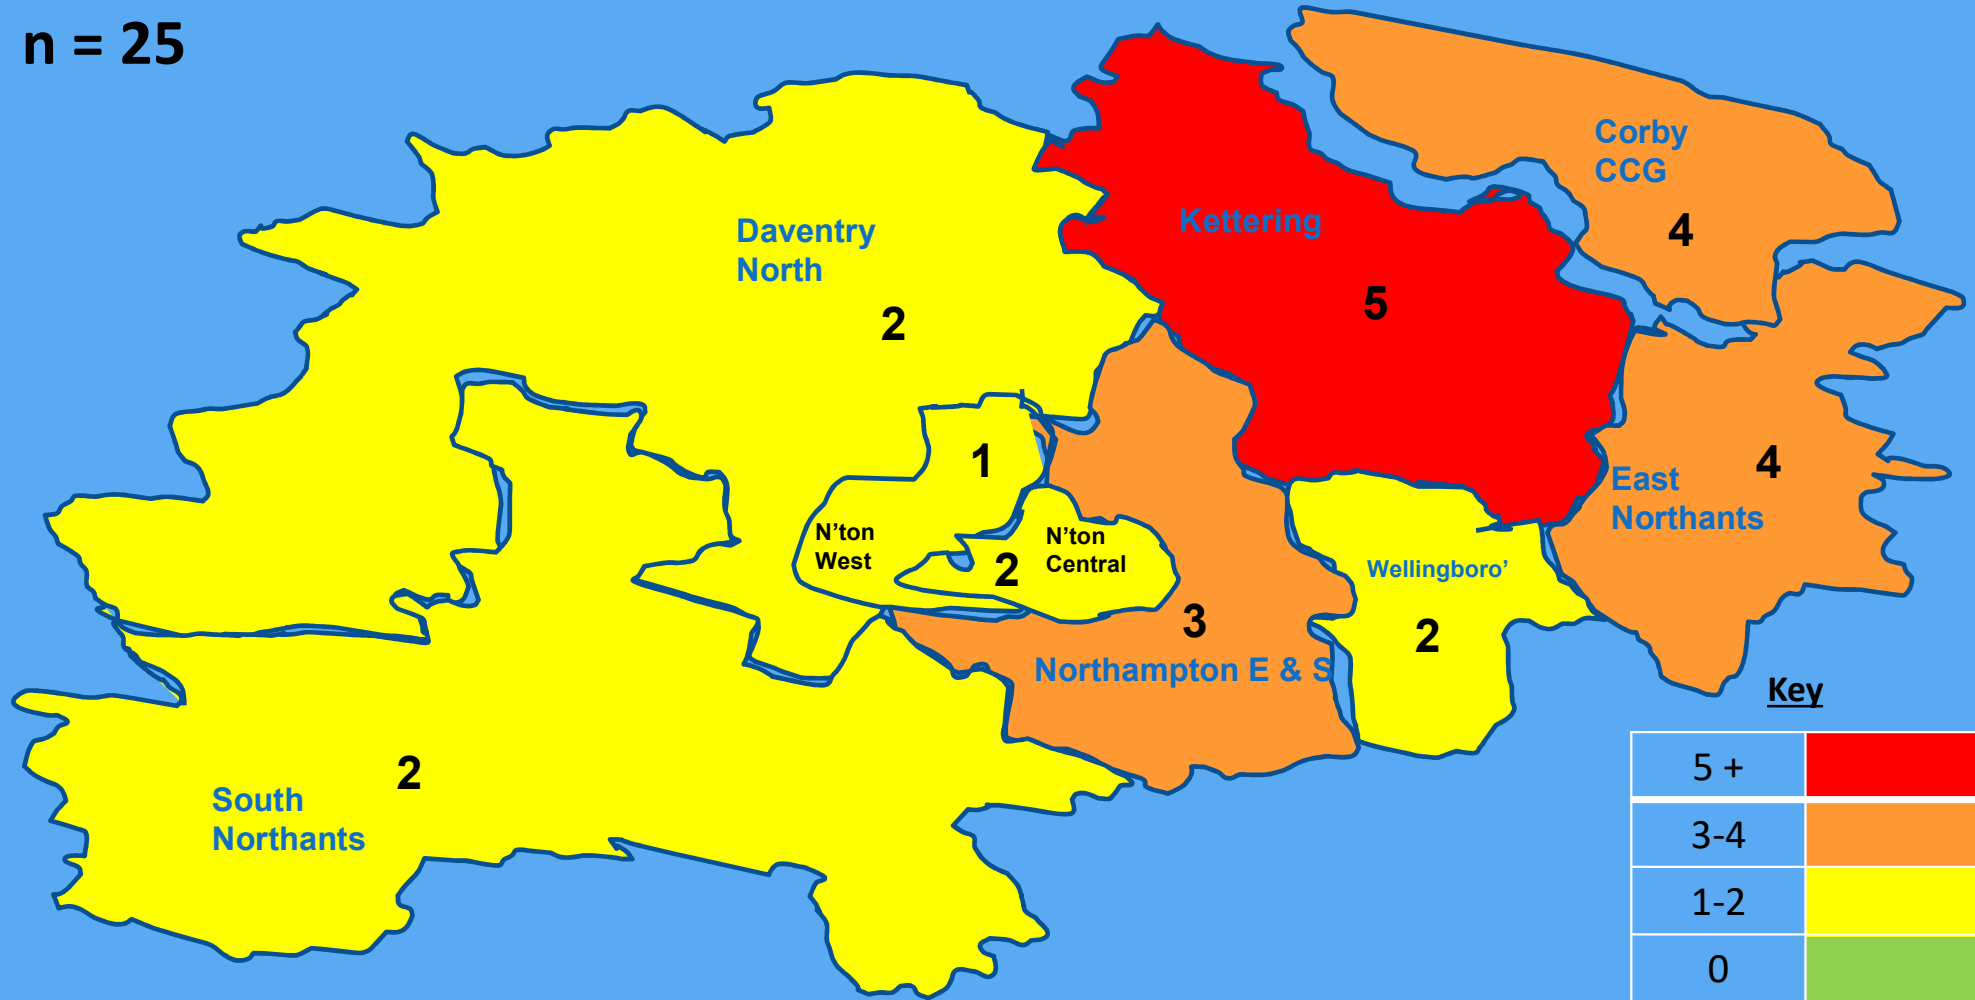 n = 25
Corby
CCG
4
Kettering
5
Daventry
North
2
1
N'ton
West
2
N'ton
Central
3
Northampton E & S
Wellingboro’
2
East
Northants
4
South
Northants
2
Key
5 +
3-4
1-2
0